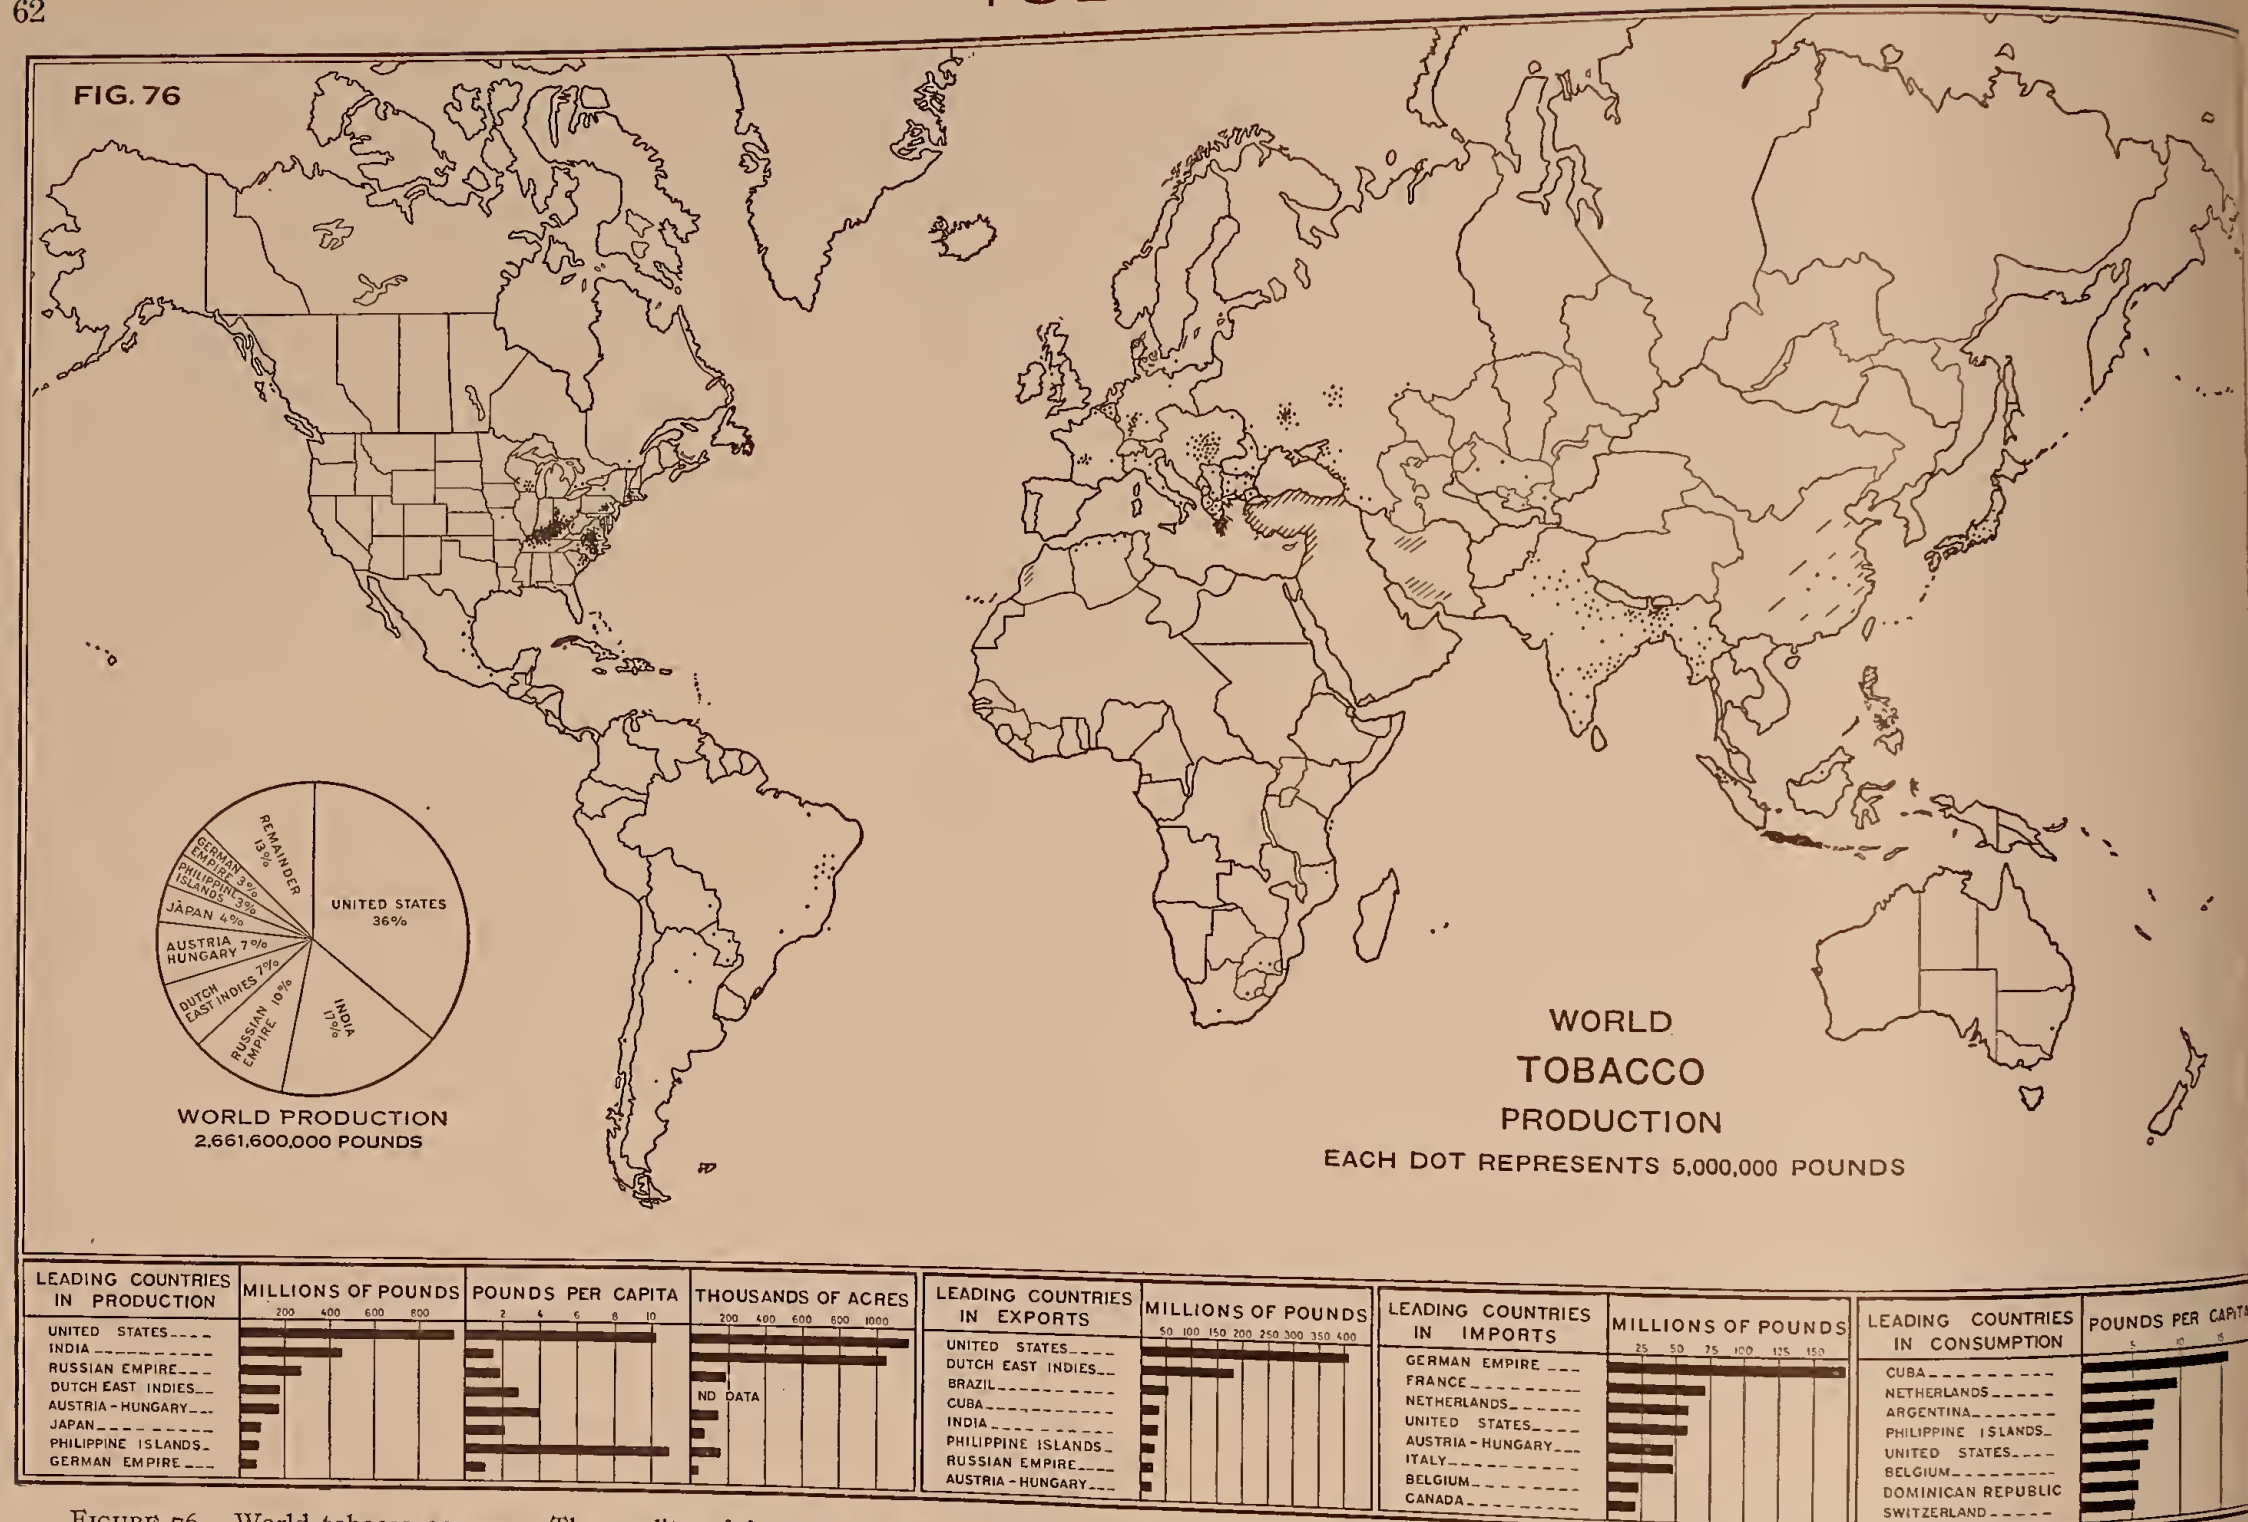 62
FIG. 76
REMAINDER
13%
GERMAN
EMPIRE 3%
PHILIPPINE
ISLANDS 3%
JAPAN 4%
AUSTRIA
HUNGARY 7%
DUTCH
EAST INDIES 7%
RUSSIAN
EMPIRE 10%
INDIA
17%
UNITED STATES
36%
WORLD PRODUCTION
2,661,600,000 POUNDS
WORLD
TOBACCO
PRODUCTION
EACH DOT REPRESENTS 5,000,000 POUNDS
LEADING COUNTRIES
IN PRODUCTION
MILLIONS OF POUNDS
200 400 600 800
POUNDS PER CAPITA
2 4 6 8 10
THOUSANDS OF ACRES
200 400 600 800 1000
UNITED STATES
INDIA
RUSSIAN EMPIRE
DUTCH EAST INDIES
NO DATA
AUSTRIA-HUNGARY
JAPAN
PHILIPPINE ISLANDS
GERMAN EMPIRE
LEADING COUNTRIES
IN EXPORTS
MILLIONS OF POUNDS
50 100 150 200 250 300 350 400
UNITED STATES
DUTCH EAST INDIES
BRAZIL
CUBA
INDIA
PHILIPPINE ISLANDS
RUSSIAN EMPIRE
AUSTRIA-HUNGARY
LEADING COUNTRIES
IN IMPORTS
MILLIONS OF POUNDS
25 50 75 100 125 150
GERMAN EMPIRE
FRANCE
NETHERLANDS
UNITED STATES
AUSTRIA-HUNGARY
ITALY
BELGIUM
CANADA
LEADING COUNTRIES
IN CONSUMPTION
POUNDS PER CAPITA
5 10 15
CUBA
NETHERLANDS
ARGENTINA
PHILIPPINE ISLANDS
UNITED STATES
BELGIUM
DOMINICAN REPUBLIC
SWITZERLAND
FIGURE 76. World tobacco